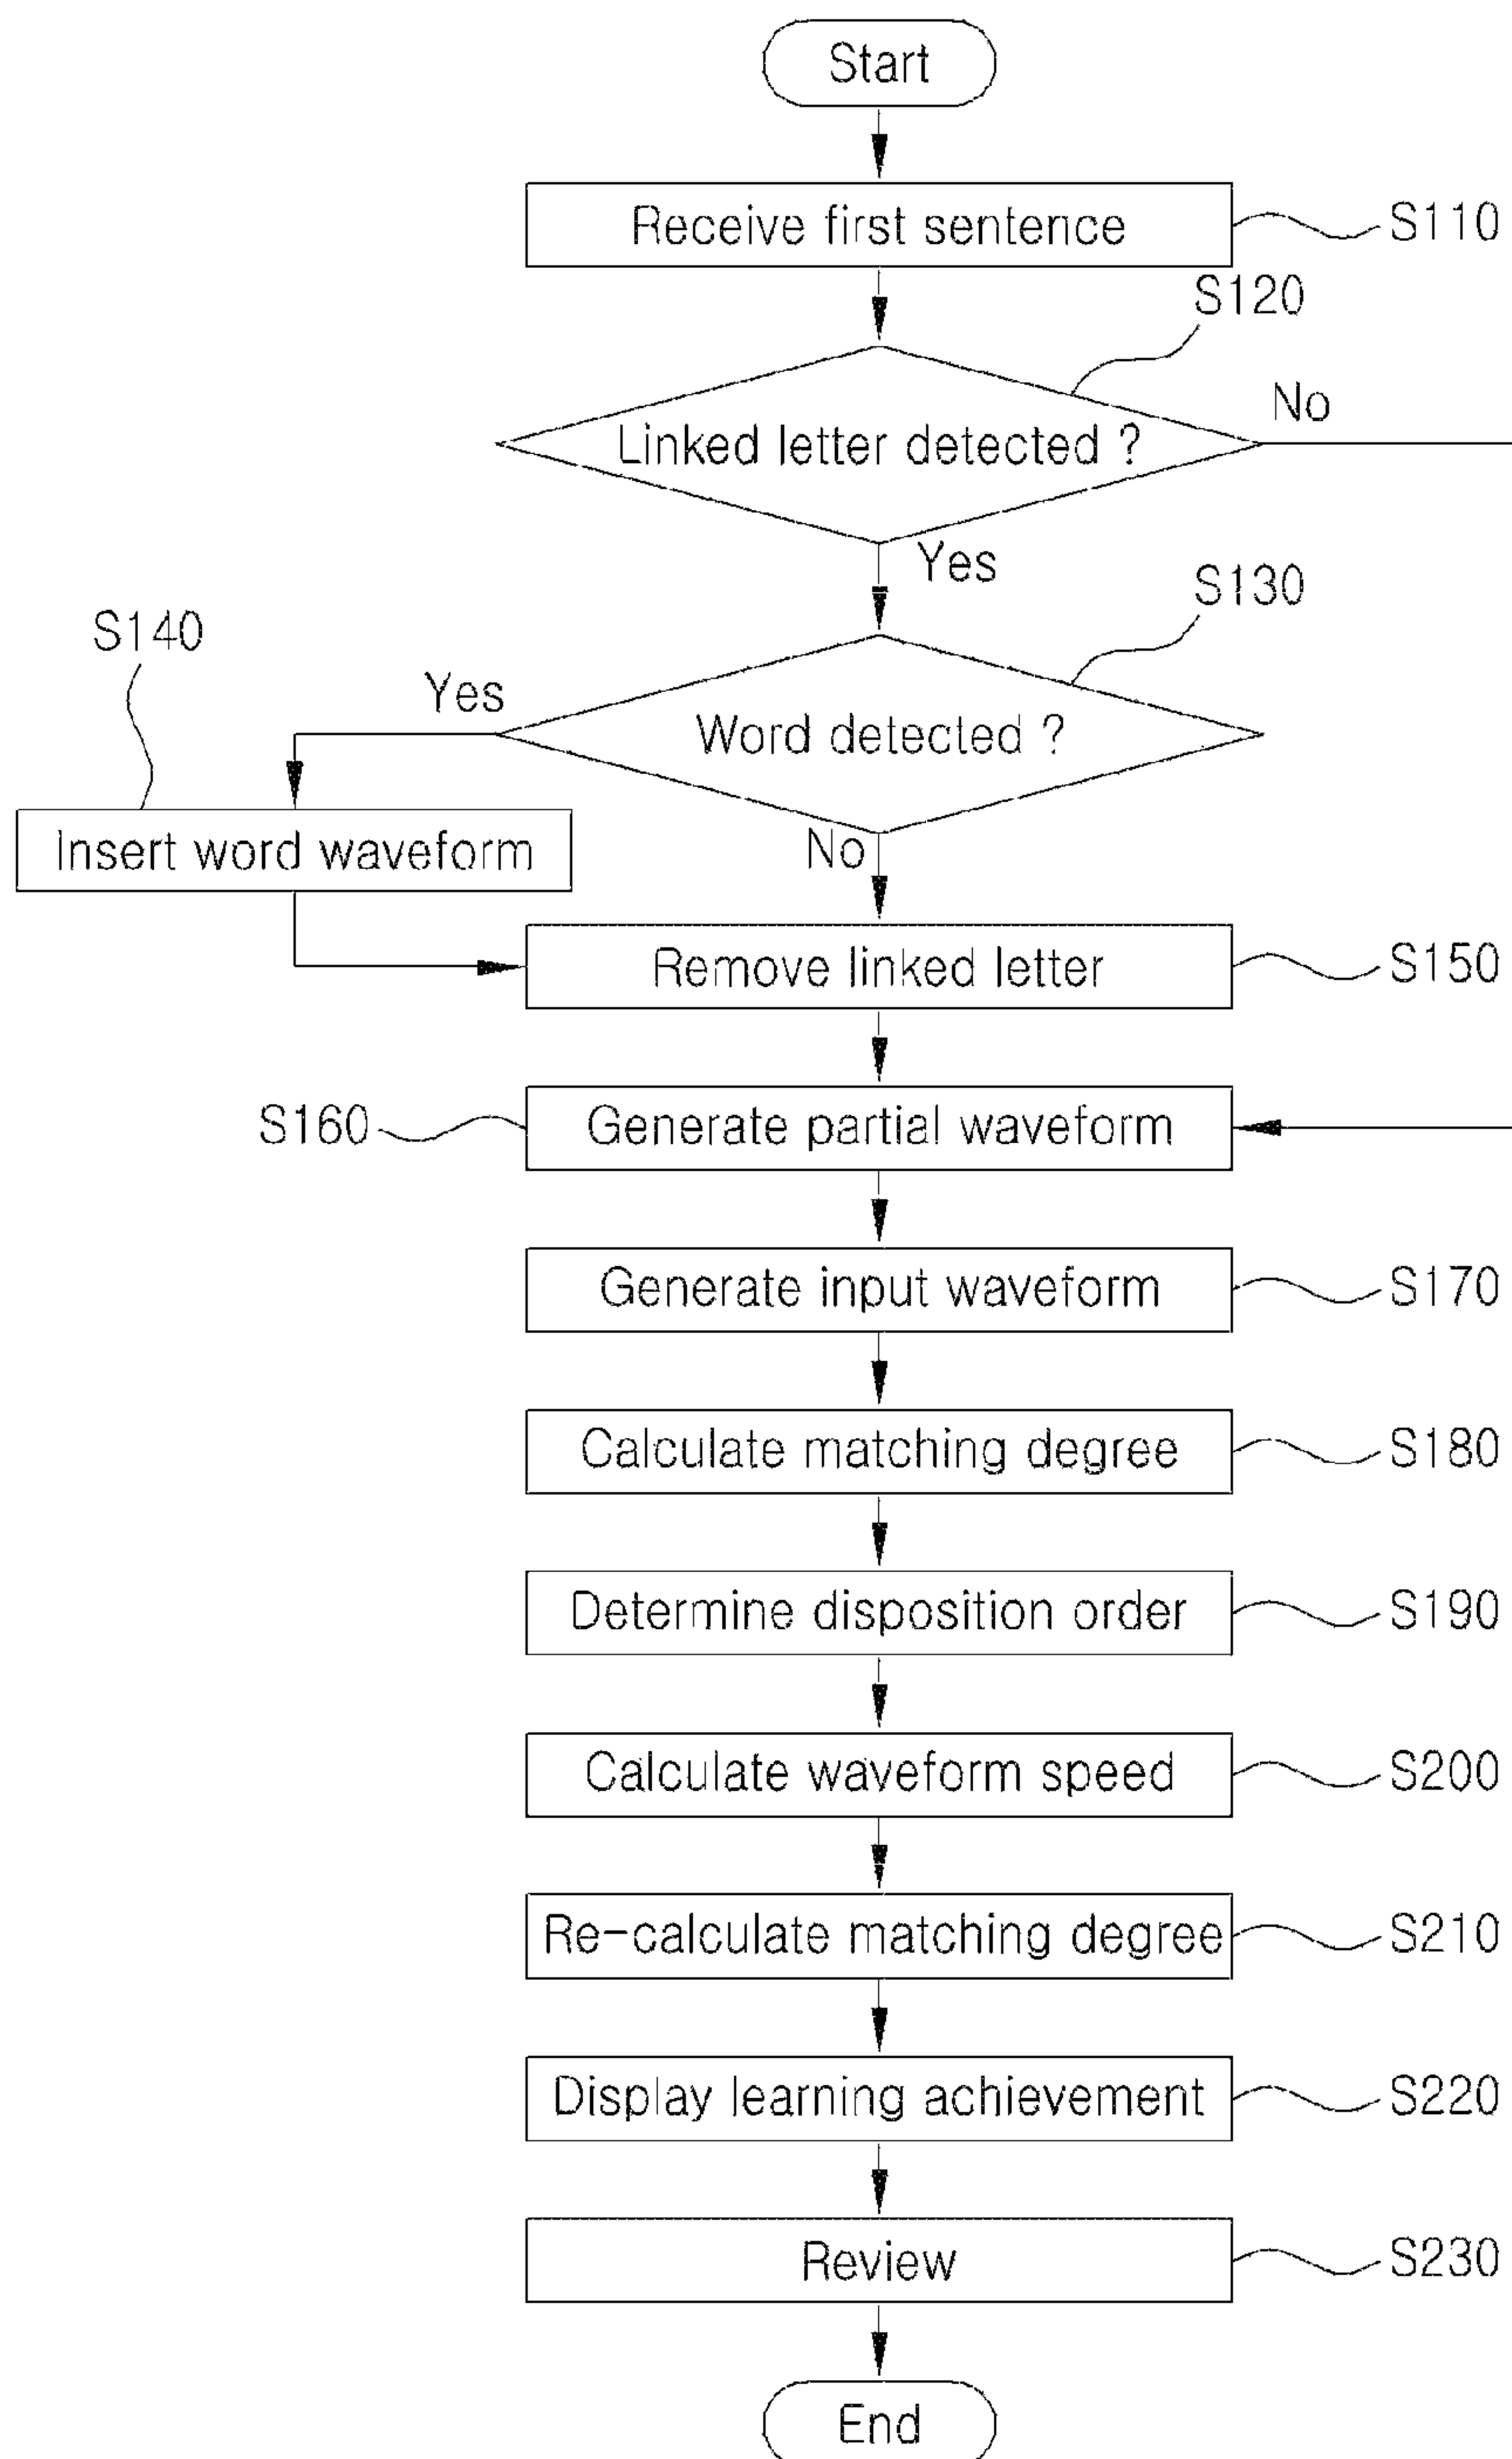 Start
Receive first sentence
S110
S120
Linked letter detected ?
No
Yes
S130
S140
Yes
Word detected ?
Insert word waveform
No
Remove linked letter
S150
S160
Generate partial waveform
Generate input waveform
S170
Calculate matching degree
S180
Determine disposition order
S190
Calculate waveform speed
S200
Re-calculate matching degree
S210
Display learning achievement
S220
Review
S230
End